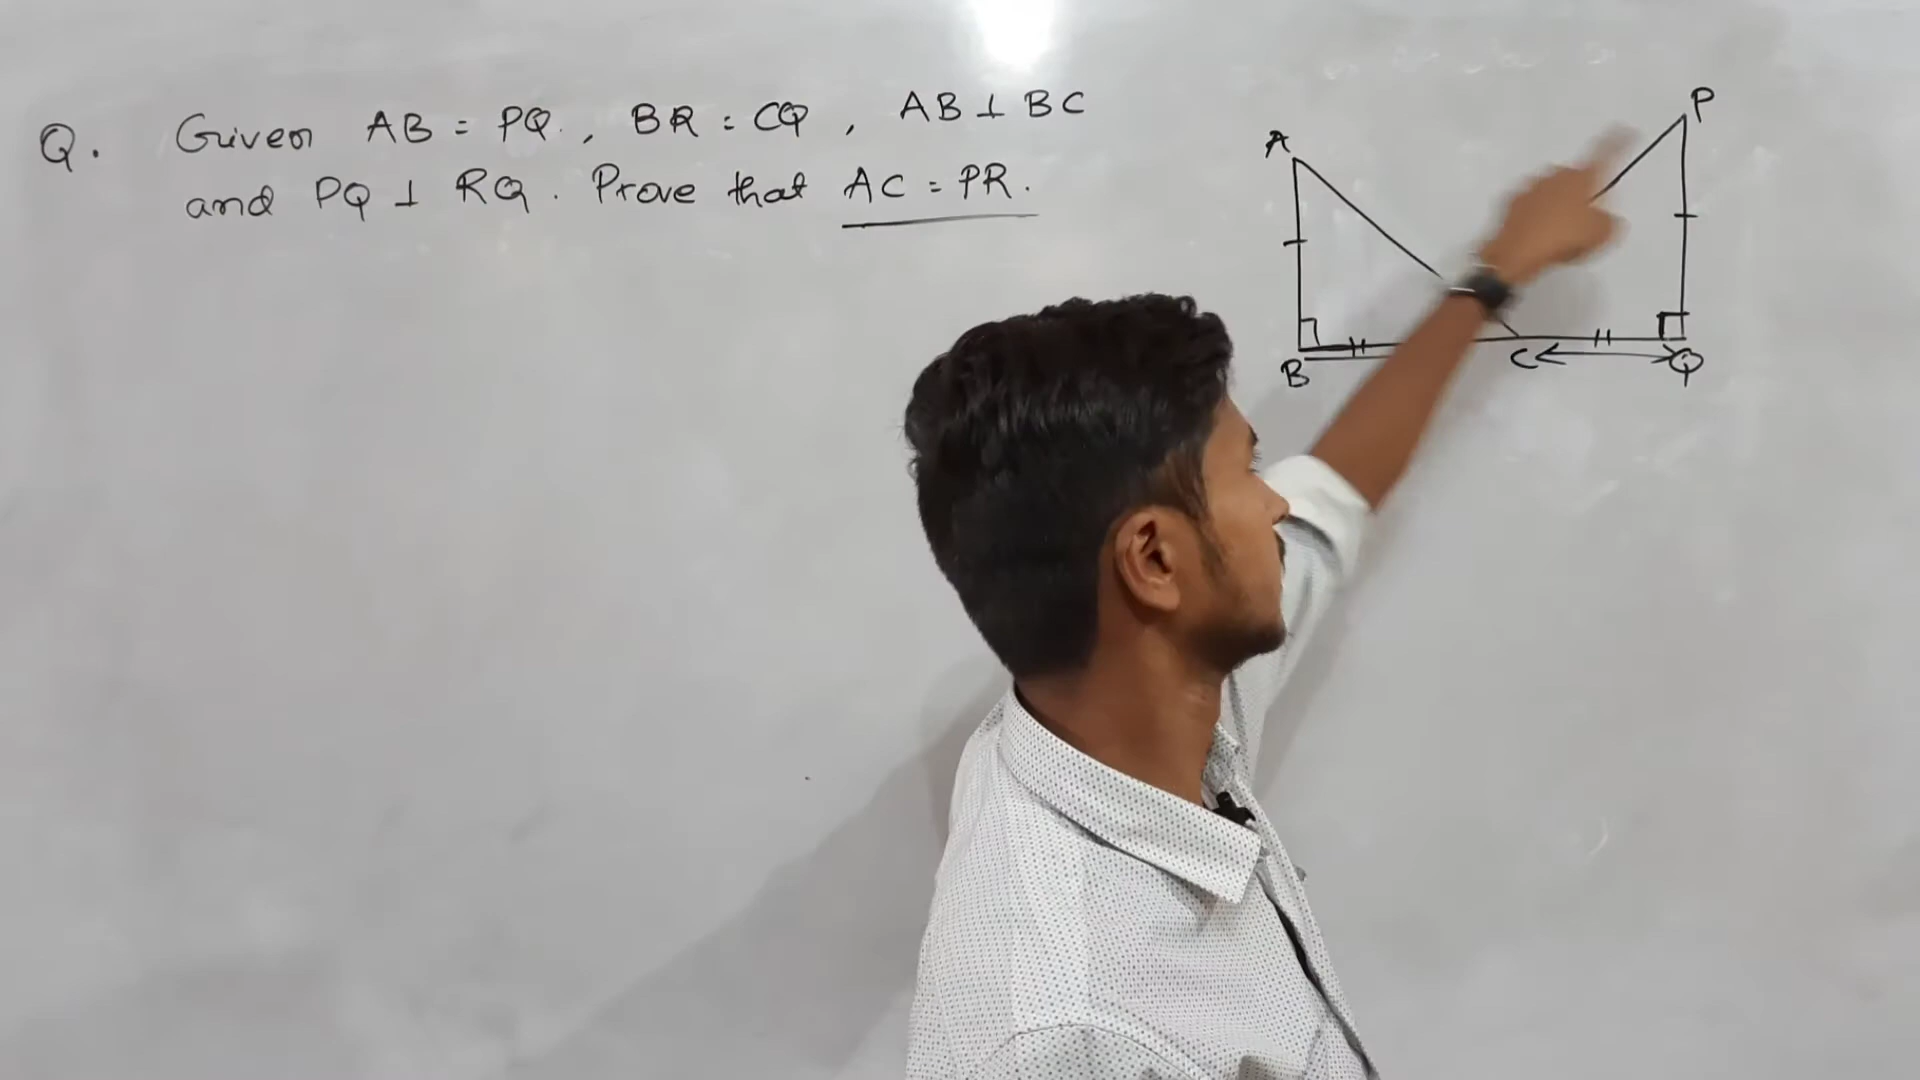 Q. Given AB = PQ , BR = CQ , AB ⊥ BC
and PQ ⊥ RQ . Prove that AC = PR.
A
P
B
C
Q